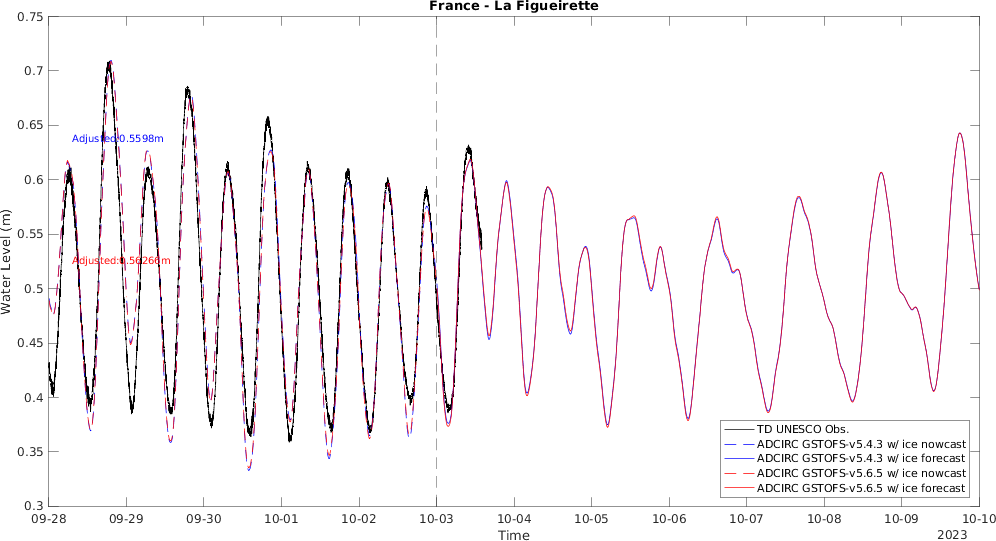 France - La Figueirette
0.75
0.7
0.65
0.6
0.55
0.5
0.45
0.4
0.35
0.3
Water Level (m)
Adjusted:0.5598m
Adjusted:0.56266m
TD UNESCO Obs.
ADCIRC GSTOFS-v5.4.3 w/ ice nowcast
ADCIRC GSTOFS-v5.4.3 w/ ice forecast
ADCIRC GSTOFS-v5.6.5 w/ ice nowcast
ADCIRC GSTOFS-v5.6.5 w/ ice forecast
09-28 09-29 09-30 10-01 10-02 10-03 10-04 10-05 10-06 10-07 10-08 10-09 10-10
Time
2023